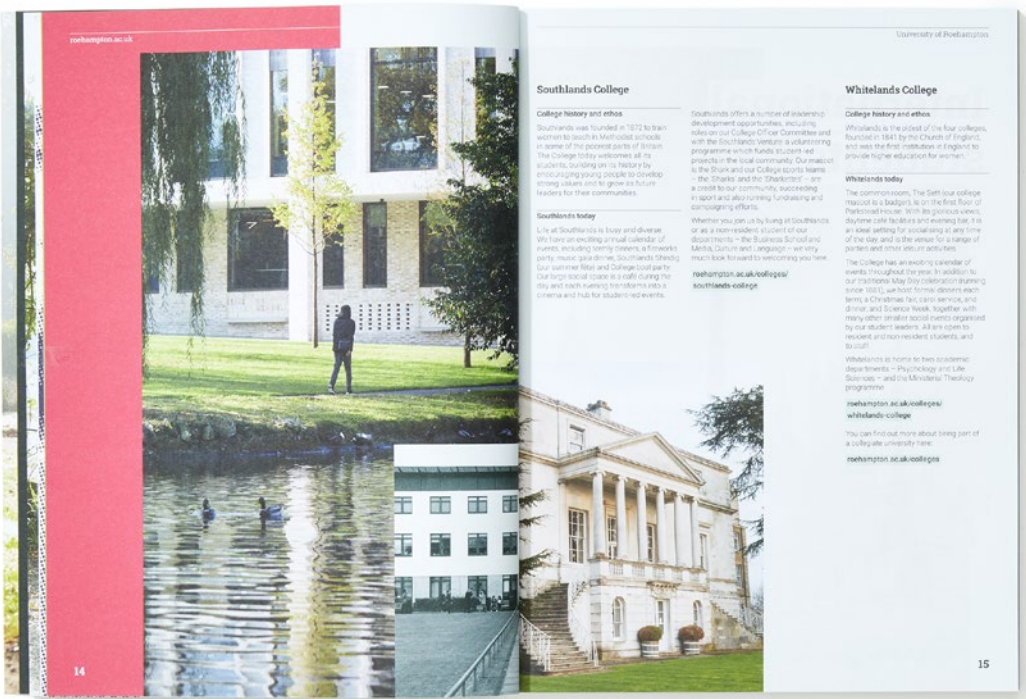 roehampton.ac.uk
14
University of Roehampton
Southlands College
College history and ethos
Southlands was founded in 1872 to train
women to teach in Methodist schools
in some of the poorest parts of Britain.
The College today welcomes all its
students, building on its history by
encouraging young people to develop
strong values and to grow as future
leaders for their communities.
Southlands today
Life at Southlands is busy and diverse.
We have an exciting annual calendar of
events, including termly dinners, a fireworks
party, music gala dinner, Southlands Shindig
(our summer fête) and College boat party.
Our large social space is a café during the
day and each evening transforms into a
cinema and hub for student-led events.
Southlands offers a number of leadership
development opportunities, including
roles on our College Officer Committee and
with the Southlands Venture a volunteering
programme which funds student-led
projects in the local community. Our mascot
is the Shark and our College sports teams
– the 'Sharks' and the 'Sharkettes' – are
a credit to our community, succeeding
in sport and also running fundraising and
campaigning efforts.
Whether you join us by living at Southlands
or as a non-resident student of our
departments – the Business School and
Media, Culture and Language – we very
much look forward to welcoming you here.
roehampton.ac.uk/colleges/
southlands-college
Whitelands College
College history and ethos
Whitelands is the oldest of the four colleges,
founded in 1841 by the Church of England,
and was the first institution in England to
provide higher education for women.
Whitelands today
The common room, The Sett (our college
mascot is a badger), is on the first floor of
Parkstead House. With its glorious views,
daytime café facilities and evening bar, it is
an ideal setting for socialising at any time
of the day, and is the venue for a range of
parties and other leisure activities.
The College has an exciting calendar of
events throughout the year. In addition to
our traditional May Day celebration (running
since 1881), we host formal dinners each
term; a Christmas fair, carol service, and
dinner; and Science Week, together with
many other smaller social events organised
by our student leaders. All are open to
resident and non-resident students, and
to staff.
Whitelands is home to two academic
departments – Psychology and Life
Sciences – and the Ministerial Theology
programme.
roehampton.ac.uk/colleges/
whitelands-college
You can find out more about being part of
a collegiate university here:
roehampton.ac.uk/colleges
15